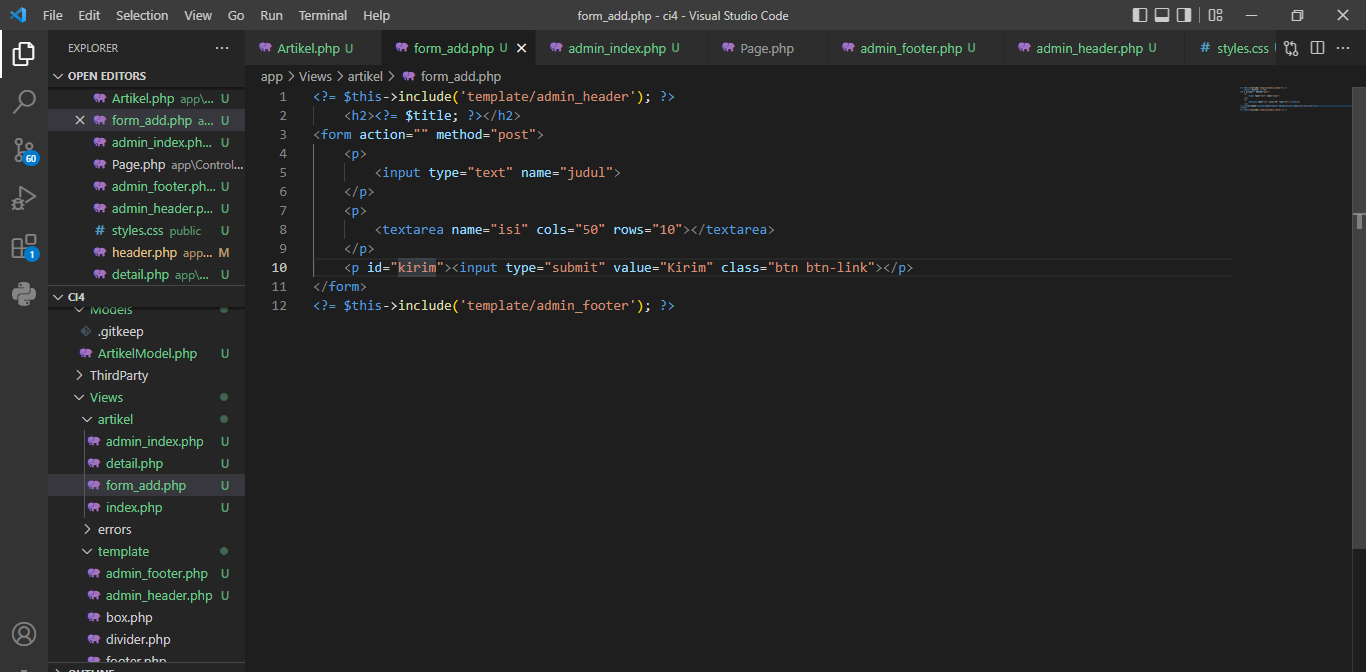 File Edit Selection View Go Run Terminal Help form_add.php - ci4 - Visual Studio Code
EXPLORER
Artikel.php U form_add.php U admin_index.php U Page.php admin_footer.php U admin_header.php U styles.css
OPEN EDITORS
Artikel.php app\... U
form_add.php a... U
admin_index.ph... U
Page.php app\Control...
admin_footer.ph... U
admin_header.p... U
styles.css public U
header.php app... M
detail.php app\... U
CI4
Models
.gitkeep
ArtikelModel.php U
ThirdParty
Views
artikel
admin_index.php U
detail.php U
form_add.php U
index.php U
errors
template
admin_footer.php U
admin_header.php U
box.php
divider.php
footer.php
OUTLINE
60
1
app > Views > artikel > form_add.php
1 <?= $this->include('template/admin_header'); ?>
2 <h2><?= $title; ?></h2>
3 <form action="" method="post">
4 <p>
5 <input type="text" name="judul">
6 </p>
7 <p>
8 <textarea name="isi" cols="50" rows="10"></textarea>
9 </p>
10 <p id="kirim"><input type="submit" value="Kirim" class="btn btn-link"></p>
11 </form>
12 <?= $this->include('template/admin_footer'); ?>